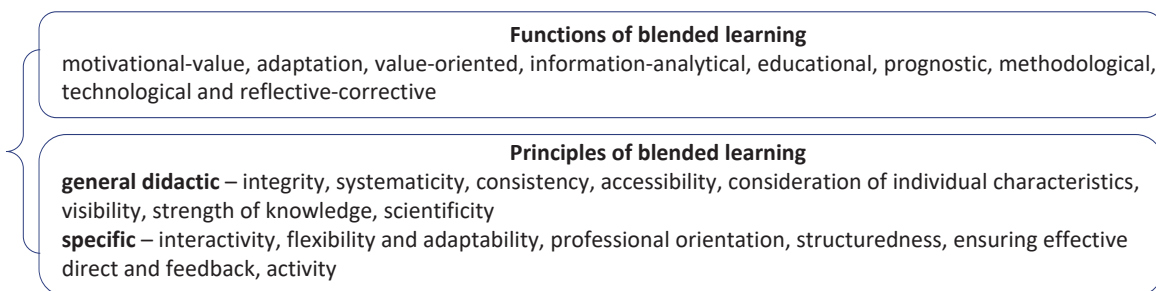 Functions of blended learning
motivational-value, adaptation, value-oriented, information-analytical, educational, prognostic, methodological,
technological and reflective-corrective
Principles of blended learning
general didactic – integrity, systematicity, consistency, accessibility, consideration of individual characteristics,
visibility, strength of knowledge, scientificity
specific – interactivity, flexibility and adaptability, professional orientation, structuredness, ensuring effective
direct and feedback, activity